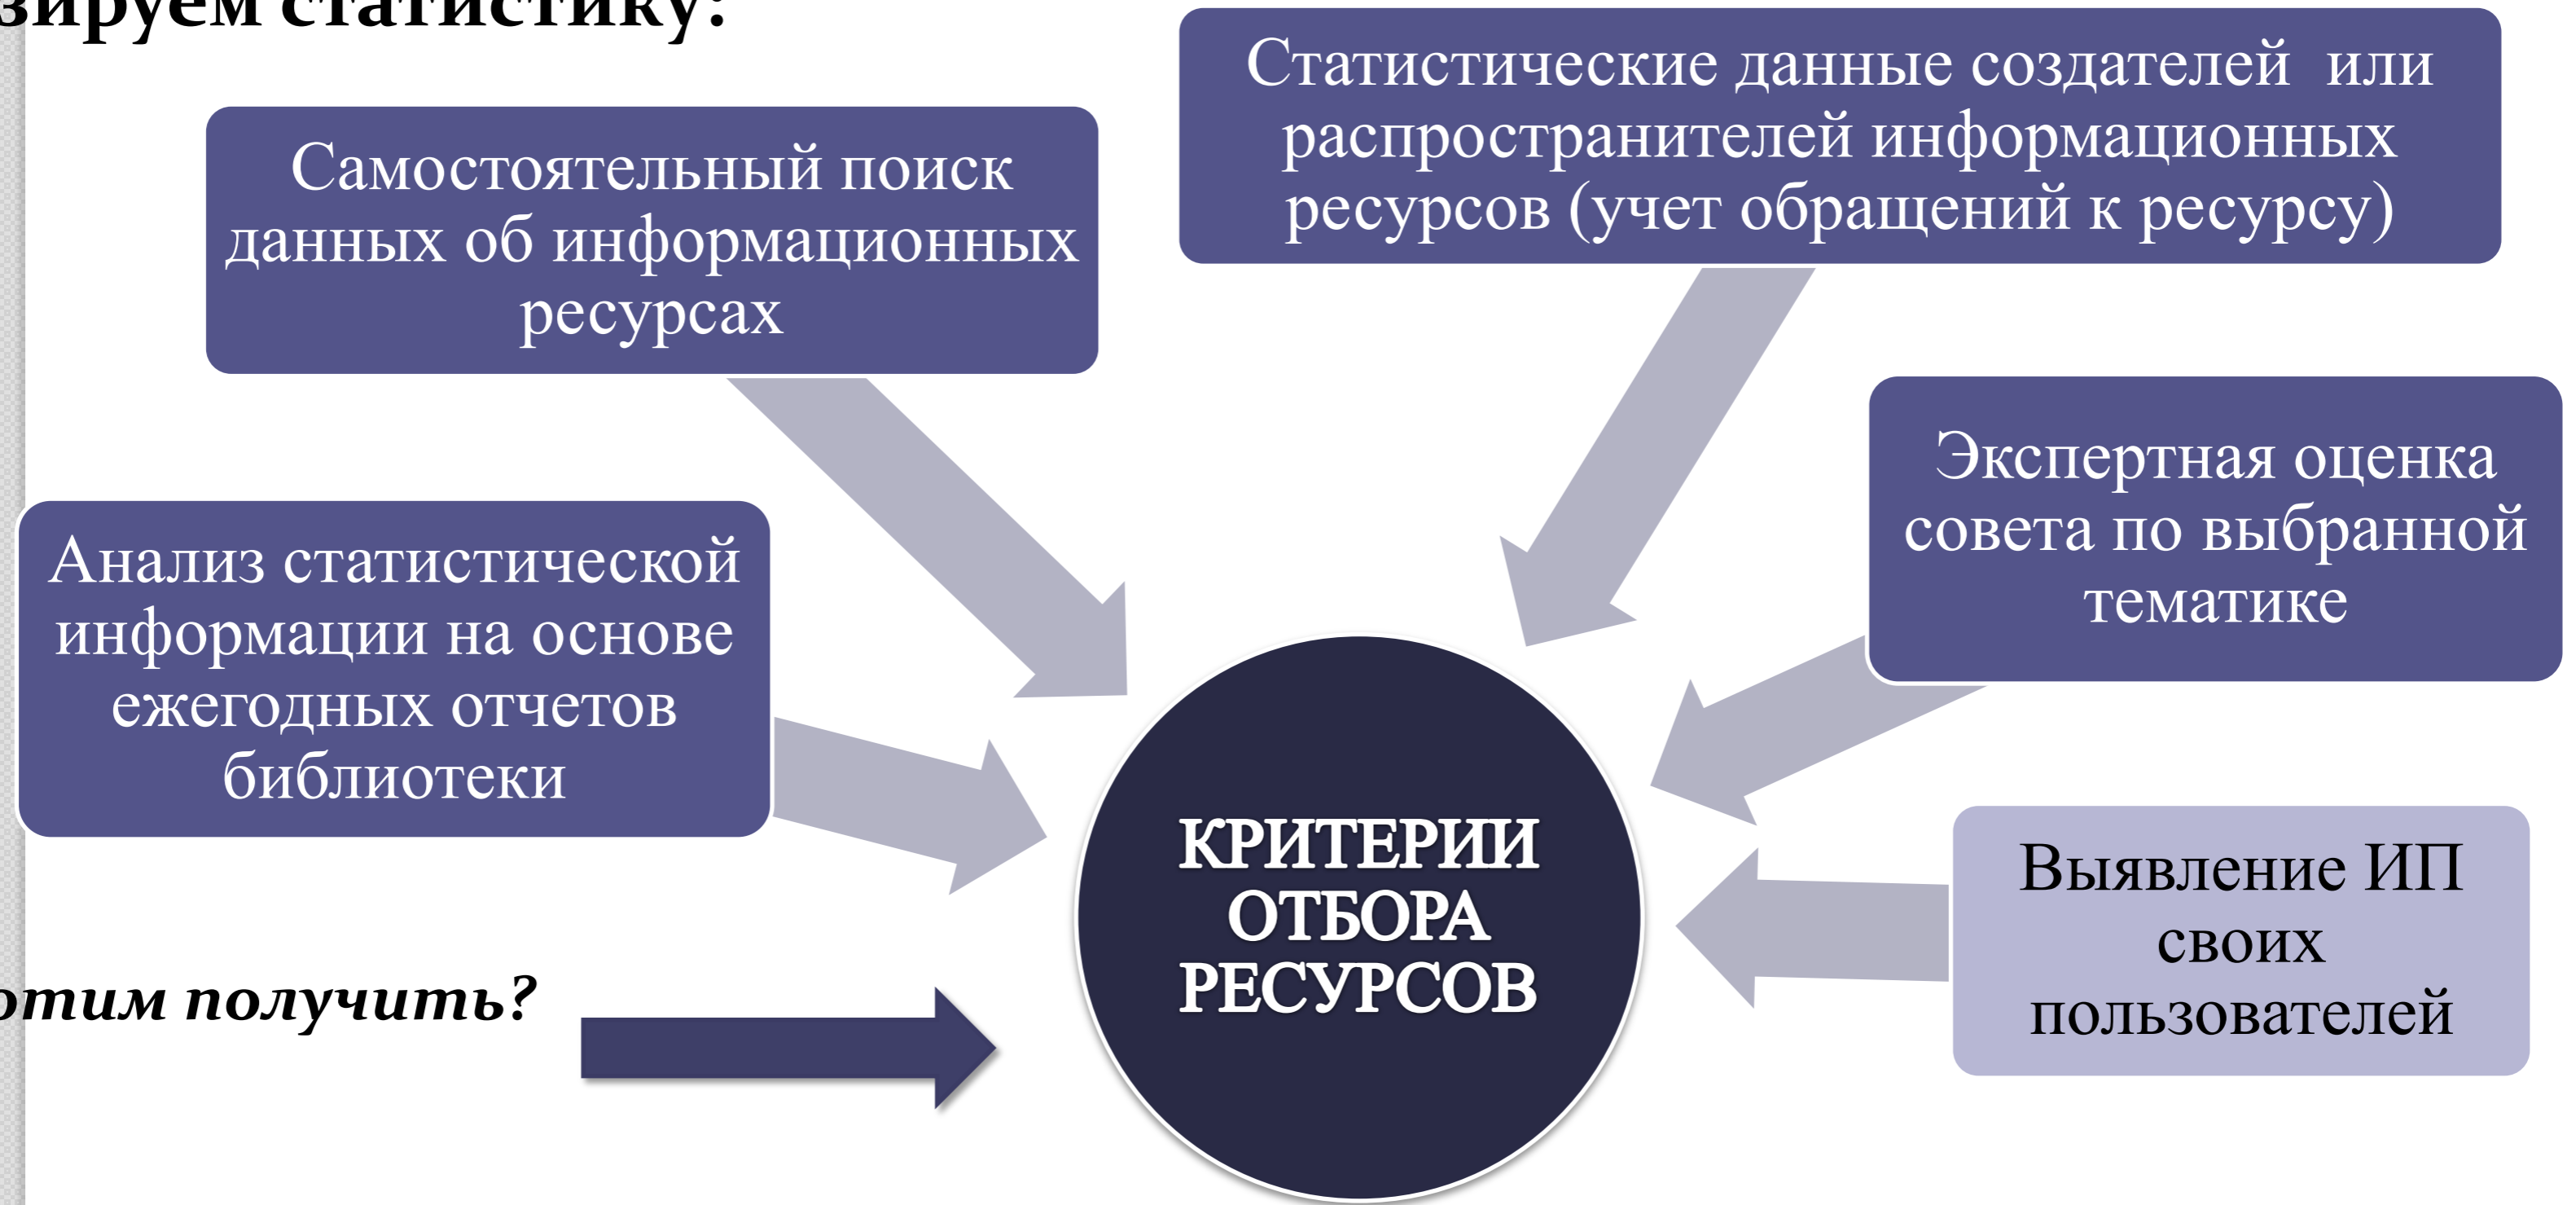 зируем статистику:
Статистические данные создателей или
распространителей информационных
ресурсов (учет обращений к ресурсу)
Самостоятельный поиск
данных об информационных
ресурсах
Экспертная оценка
совета по выбранной
тематике
Анализ статистической
информации на основе
ежегодных отчетов
библиотеки
КРИТЕРИИ
ОТБОРА
РЕСУРСОВ
Выявление ИП
своих
пользователей
отим получить?